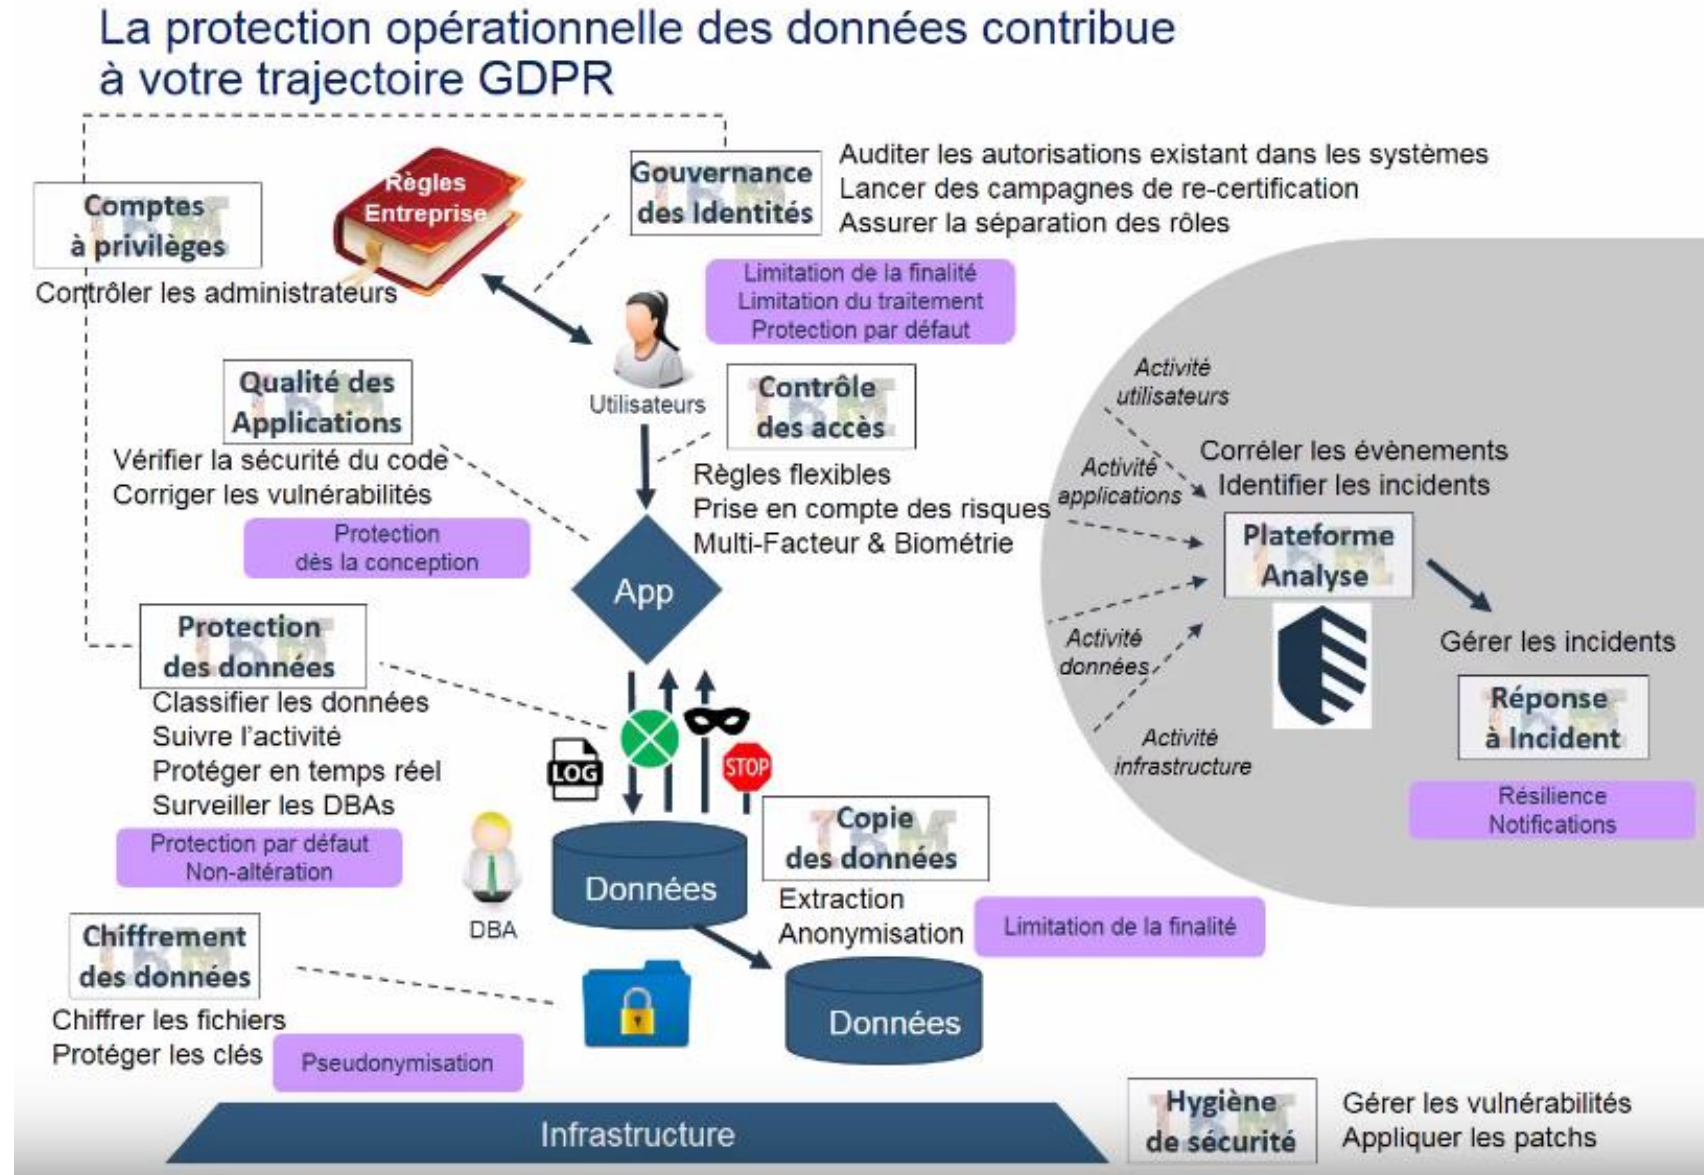 La protection opérationnelle des données contribue
à votre trajectoire GDPR
Comptes
à privilèges
Contrôler les administrateurs
Règles
Entreprise
Gouvernance
des Identités
Auditer les autorisations existant dans les systèmes
Lancer des campagnes de re-certification
Assurer la séparation des rôles
Limitation de la finalité
Limitation du traitement
Protection par défaut
Utilisateurs
Qualité des
Applications
Vérifier la sécurité du code
Corriger les vulnérabilités
Protection
dès la conception
Contrôle
des accès
Règles flexibles
Prise en compte des risques
Multi-Facteur & Biométrie
App
Activité
utilisateurs
Activité
applications
Activité
données
Activité
infrastructure
Corréler les évènements
Identifier les incidents
Plateforme
Analyse
Gérer les incidents
Réponse
à Incident
Résilience
Notifications
Protection
des données
Classifier les données
Suivre l'activité
Protéger en temps réel
Surveiller les DBAs
Protection par défaut
Non-altération
LOG
STOP
DBA
Données
Copie
des données
Extraction
Anonymisation
Limitation de la finalité
Données
Chiffrement
des données
Chiffrer les fichiers
Protéger les clés
Pseudonymisation
Infrastructure
Hygiène
de sécurité
Gérer les vulnérabilités
Appliquer les patchs